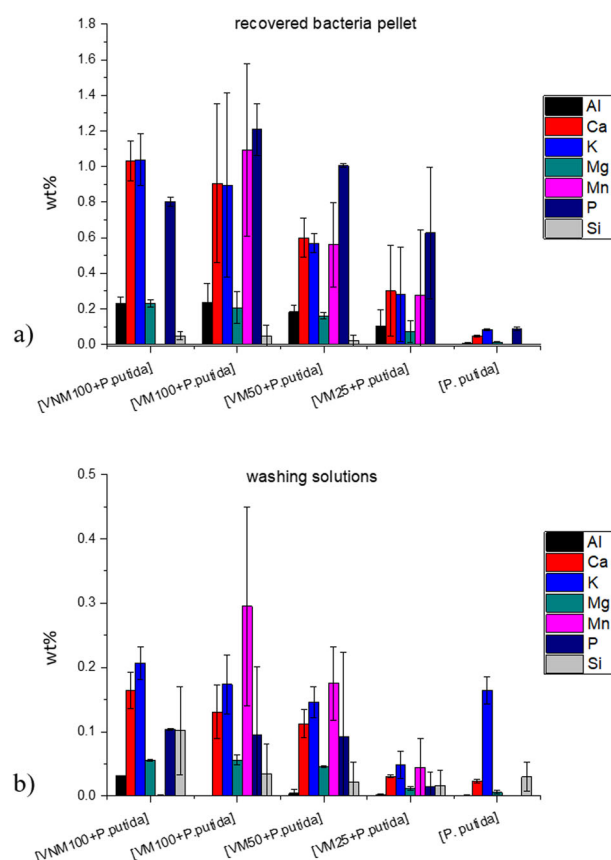 recovered bacteria pellet
1.8
1.6
1.4
1.2
1.0
0.8
0.6
0.4
0.2
0.0
wt%
Al
Ca
K
Mg
Mn
P
Si
a)
[VNM100+P.putida]
[VM100+P.putida]
[VM50+P.putida]
[VM25+P.putida]
[P. putida]
washing solutions
0.5
0.4
0.3
0.2
0.1
0.0
wt%
Al
Ca
K
Mg
Mn
P
Si
b)
[VNM100+P.putida]
[VM100+P.putida]
[VM50+P.putida]
[VM25+P.putida]
[P. putida]